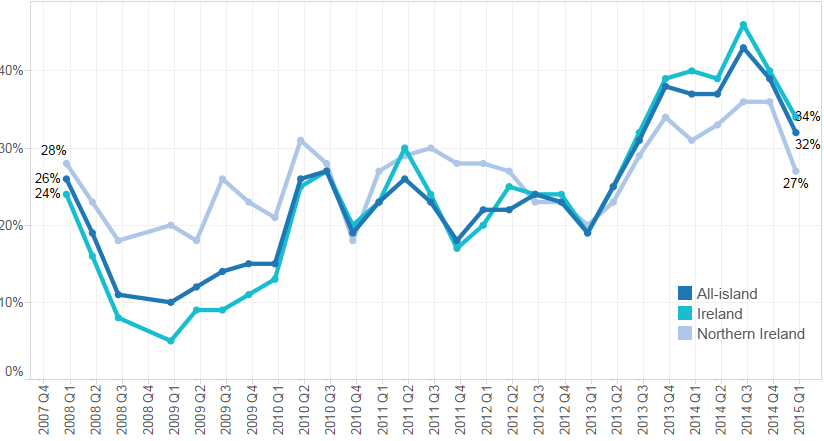 40%
30%
20%
10%
0%
28%
26%
24%
34%
32%
27%
All-island
Ireland
Northern Ireland
2007 Q4
2008 Q1
2008 Q2
2008 Q3
2008 Q4
2009 Q1
2009 Q2
2009 Q3
2009 Q4
2010 Q1
2010 Q2
2010 Q3
2010 Q4
2011 Q1
2011 Q2
2011 Q3
2011 Q4
2012 Q1
2012 Q2
2012 Q3
2012 Q4
2013 Q1
2013 Q2
2013 Q3
2013 Q4
2014 Q1
2014 Q2
2014 Q3
2014 Q4
2015 Q1